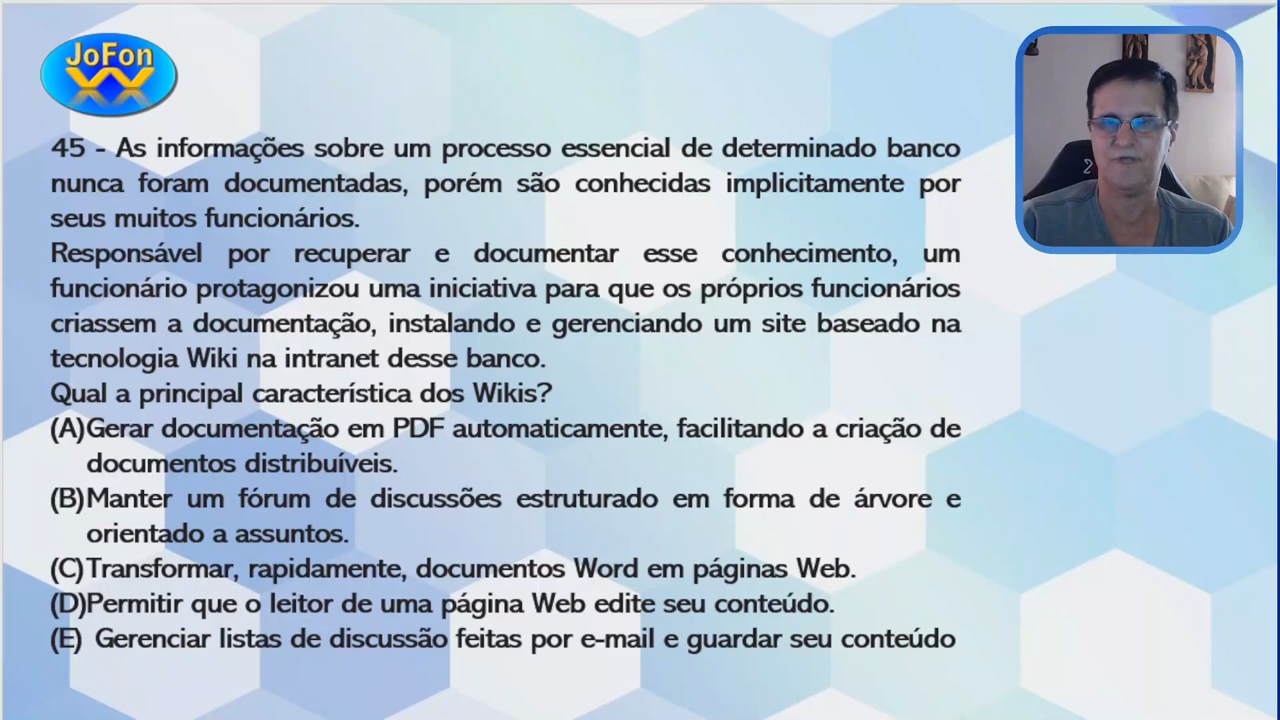 JoFon
45 - As informações sobre um processo essencial de determinado banco
nunca foram documentadas, porém são conhecidas implicitamente por
seus muitos funcionários.
Responsável por recuperar e documentar esse conhecimento, um
funcionário protagonizou uma iniciativa para que os próprios funcionários
criassem a documentação, instalando e gerenciando um site baseado na
tecnologia Wiki na intranet desse banco.
Qual a principal característica dos Wikis?
(A)Gerar documentação em PDF automaticamente, facilitando a criação de
documentos distribuíveis.
(B)Manter um fórum de discussões estruturado em forma de árvore e
orientado a assuntos.
(C)Transformar, rapidamente, documentos Word em páginas Web.
(D)Permitir que o leitor de uma página Web edite seu conteúdo.
(E) Gerenciar listas de discussão feitas por e-mail e guardar seu conteúdo